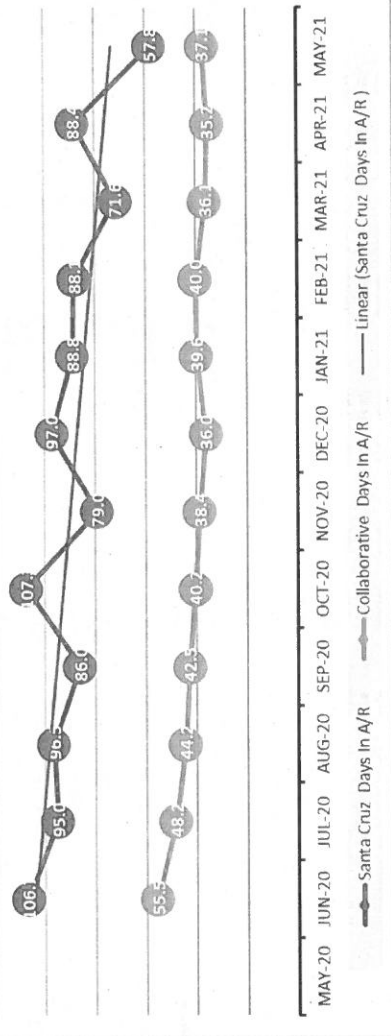 95.0 96.5 86.0 79.0 97.0 88.8 71.6 88.4 57.8
55.5 48.2 44.2 42.5 40.2 38.4 36.0 39.6 40.0 36.1 35.2 37.1
MAY-20 JUN-20 JUL-20 AUG-20 SEP-20 OCT-20 NOV-20 DEC-20 JAN-21 FEB-21 MAR-21 APR-21 MAY-21
Santa Cruz Days In A/R Collaborative Days In A/R Linear (Santa Cruz Days In A/R)